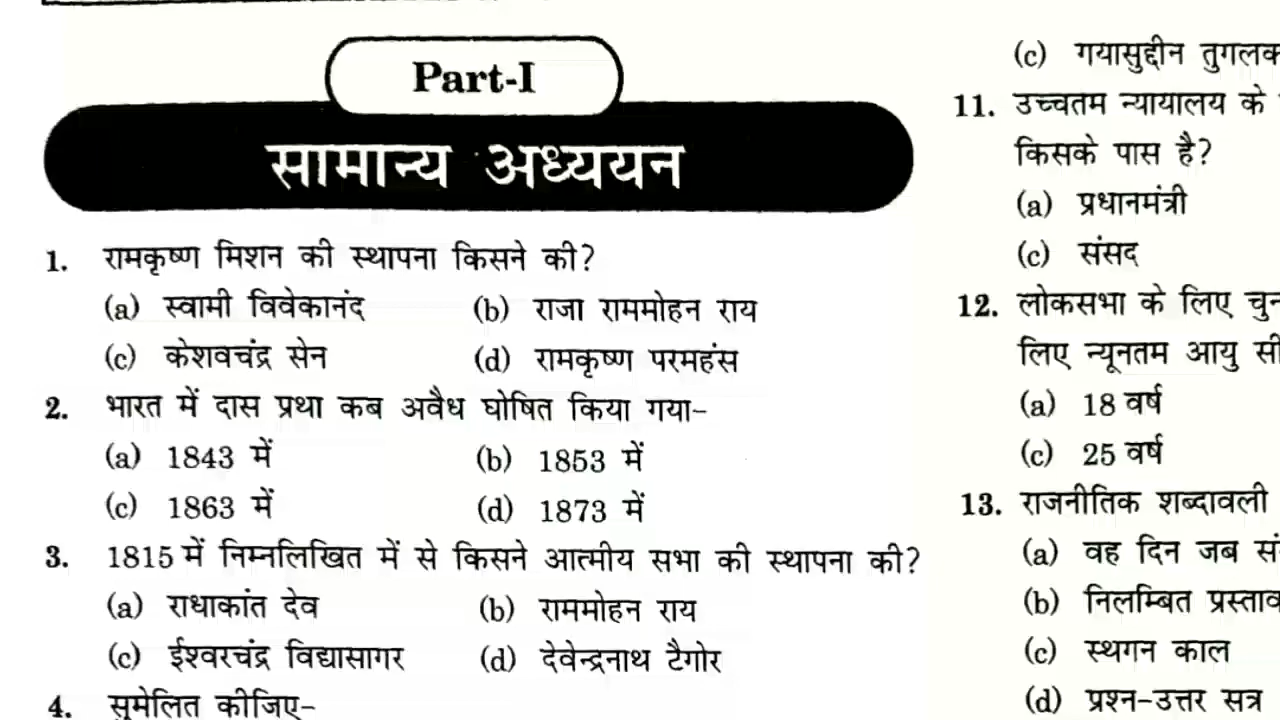 Part-I
सामान्य अध्ययन
1. रामकृष्ण मिशन की स्थापना किसने की?
(a) स्वामी विवेकानंद (b) राजा राममोहन राय
(c) केशवचंद्र सेन (d) रामकृष्ण परमहंस
2. भारत में दास प्रथा कब अवैध घोषित किया गया-
(a) 1843 में (b) 1853 में
(c) 1863 में (d) 1873 में
3. 1815 में निम्नलिखित में से किसने आत्मीय सभा की स्थापना की?
(a) राधाकांत देव (b) राममोहन राय
(c) ईश्वरचंद्र विद्यासागर (d) देवेन्द्रनाथ टैगोर
4. सुमेलित कीजिए-
(c) गयासुद्दीन
11. उच्चतम न्यायालय के
किसके पास है?
(a) प्रधानमंत्री
(c) संसद
12. लोकसभा के लिए
लिए न्यूनतम आयु
(a) 18 वर्ष
(c) 25 वर्ष
13. राजनीतिक शब्दावली
(a) वह दिन जब
(b) निलम्बित
(c) स्थगन काल
(d) प्रश्न-उत्तर सत्र